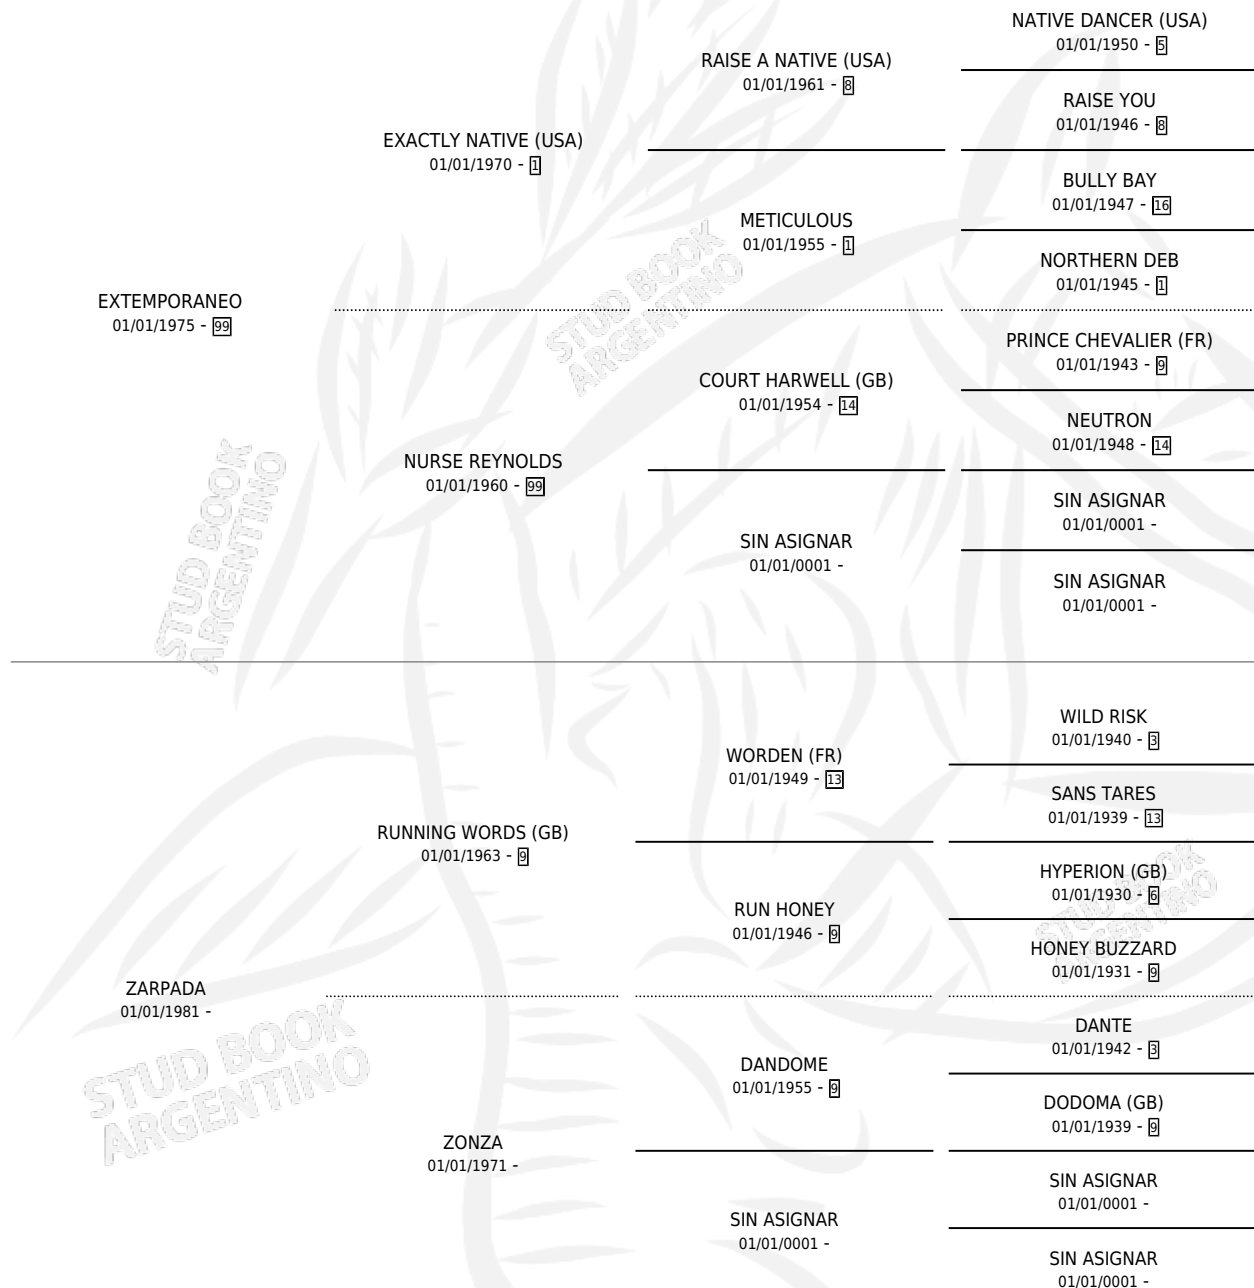 NATIVE DANCER (USA)
01/01/1950 - 5
RAISE A NATIVE (USA)
01/01/1961 - 8
RAISE YOU
01/01/1946 - 8
EXACTLY NATIVE (USA)
01/01/1970 - 1
BULLY BAY
01/01/1947 - 16
METICULOUS
01/01/1955 - 1
NORTHERN DEB
01/01/1945 - 1
EXTEMPORANEO
01/01/1975 - 99
PRINCE CHEVALIER (FR)
01/01/1943 - 9
COURT HARWELL (GB)
01/01/1954 - 14
NEUTRON
01/01/1948 - 14
NURSE REYNOLDS
01/01/1960 - 99
SIN ASIGNAR
01/01/0001 -
SIN ASIGNAR
01/01/0001 -
SIN ASIGNAR
01/01/0001 -
WILD RISK
01/01/1940 - 3
WORDEN (FR)
01/01/1949 - 13
SANS TARES
01/01/1939 - 13
RUNNING WORDS (GB)
01/01/1963 - 9
HYPERION (GB)
01/01/1930 - 6
RUN HONEY
01/01/1946 - 9
HONEY BUZZARD
01/01/1931 - 9
ZARPADA
01/01/1981 -
DANTE
01/01/1942 - 3
DANDOME
01/01/1955 - 9
DODOMA (GB)
01/01/1939 - 9
ZONZA
01/01/1971 -
SIN ASIGNAR
01/01/0001 -
SIN ASIGNAR
01/01/0001 -
SIN ASIGNAR
01/01/0001 -
STUD BOOK
ARGENTINO
STUD BOOK
ARGENTINO
STUD BOOK
ARGENTINO
STUD BOOK
ARGENTINO